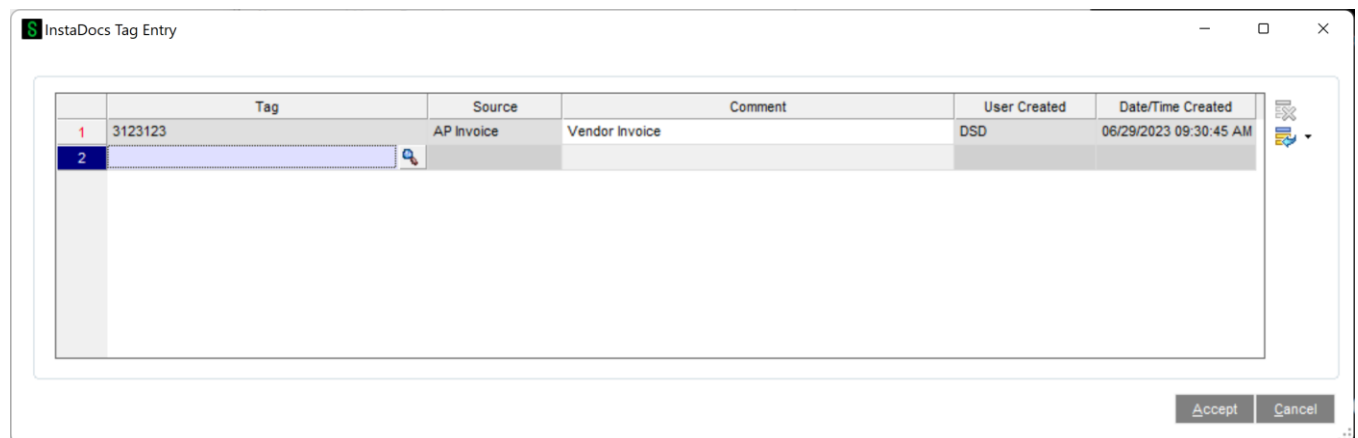 S InstaDocs Tag Entry
Tag Source Comment User Created Date/Time Created
1 3123123 AP Invoice Vendor Invoice DSD 06/29/2023 09:30:45 AM
2
Accept Cancel